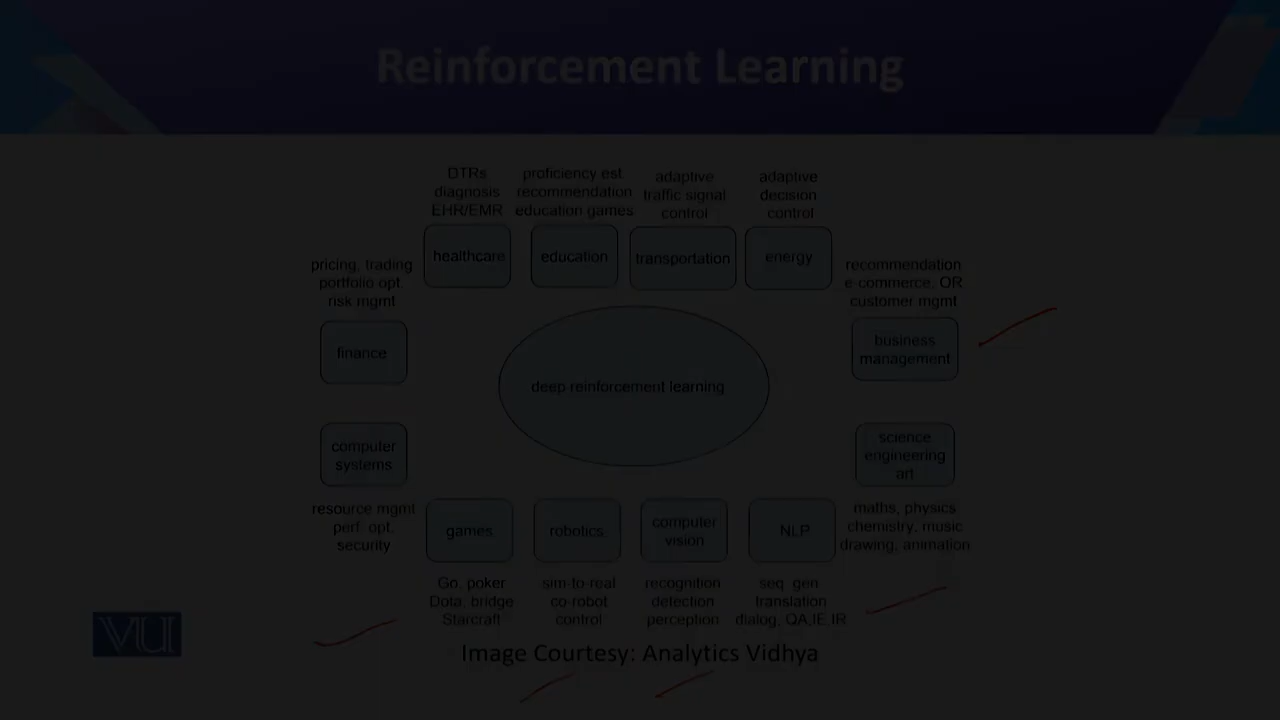 Reinforcement Learning
DTRs
diagnosis
EHR/EMR
proficiency est
recommendation
education games
adaptive
traffic signal
control
adaptive
decision
control
healthcare
education
transportation
energy
pricing, trading
portfolio opt.
risk mgmt
recommendation
e-commerce, OR
customer mgmt
finance
business
management
deep reinforcement learning
computer
systems
science
engineering
art
resource mgmt
perf. opt.
security
games
robotics
computer
vision
NLP
maths, physics
chemistry, music
drawing, animation
Go, poker
Dota, bridge
Starcraft
sim-to-real
co-robot
control
recognition
detection
perception
seq. gen
translation
dialog, QA,IE,IR
VU
Image Courtesy: Analytics Vidhya